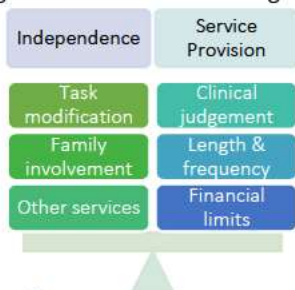 Independence
Service
Provision
Task
modification
Clinical
judgement
Family
involvement
Length &
frequency
Other services
Financial
limits